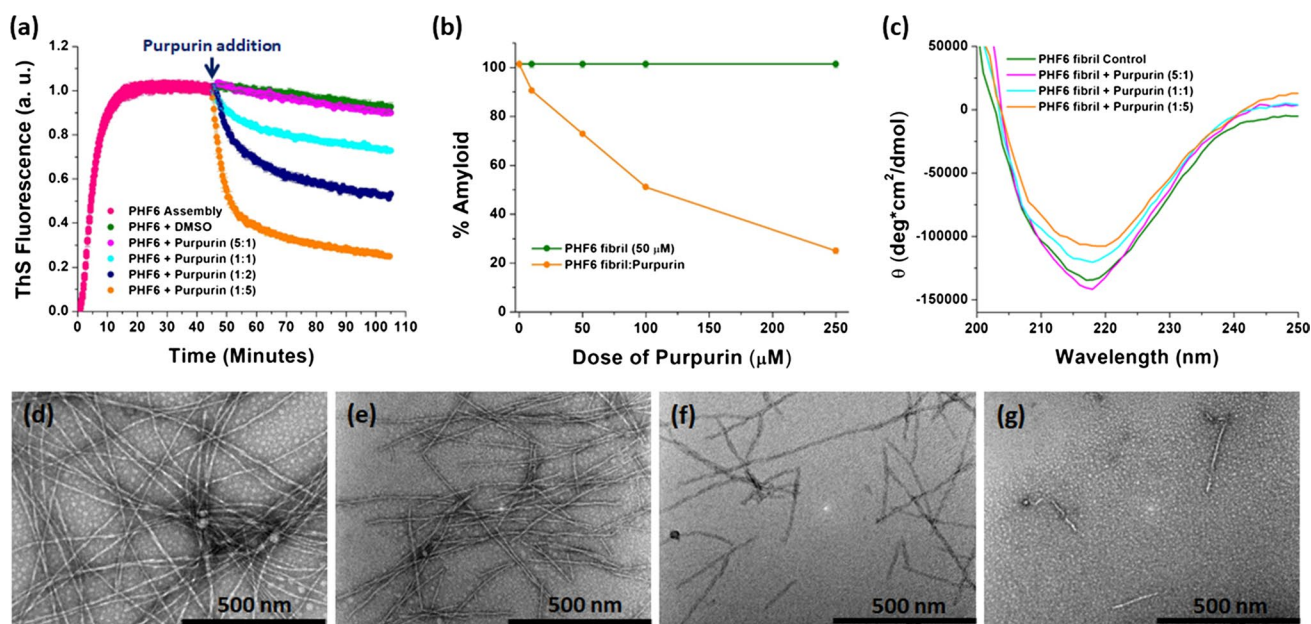 (a)
Purpurin addition
ThS Fluorescence (a. u.)
1.2
1.0
0.8
0.6
0.4
0.2
0.0
PHF6 Assembly
PHF6 + DMSO
PHF6 + Purpurin (5:1)
PHF6 + Purpurin (1:1)
PHF6 + Purpurin (1:2)
PHF6 + Purpurin (1:5)
0 10 20 30 40 50 60 70 80 90 100 110
Time (Minutes)
(b)
% Amyloid
100
80
60
40
20
0
PHF6 fibril (50 μM)
PHF6 fibril:Purpurin
0 50 100 150 200 250
Dose of Purpurin (μM)
(c)
θ (deg*cm²/dmol)
50000
0
-50000
-100000
-150000
PHF6 fibril Control
PHF6 fibril + Purpurin (5:1)
PHF6 fibril + Purpurin (1:1)
PHF6 fibril + Purpurin (1:5)
200 210 220 230 240 250
Wavelength (nm)
(d)
500 nm
(e)
500 nm
(f)
500 nm
(g)
500 nm